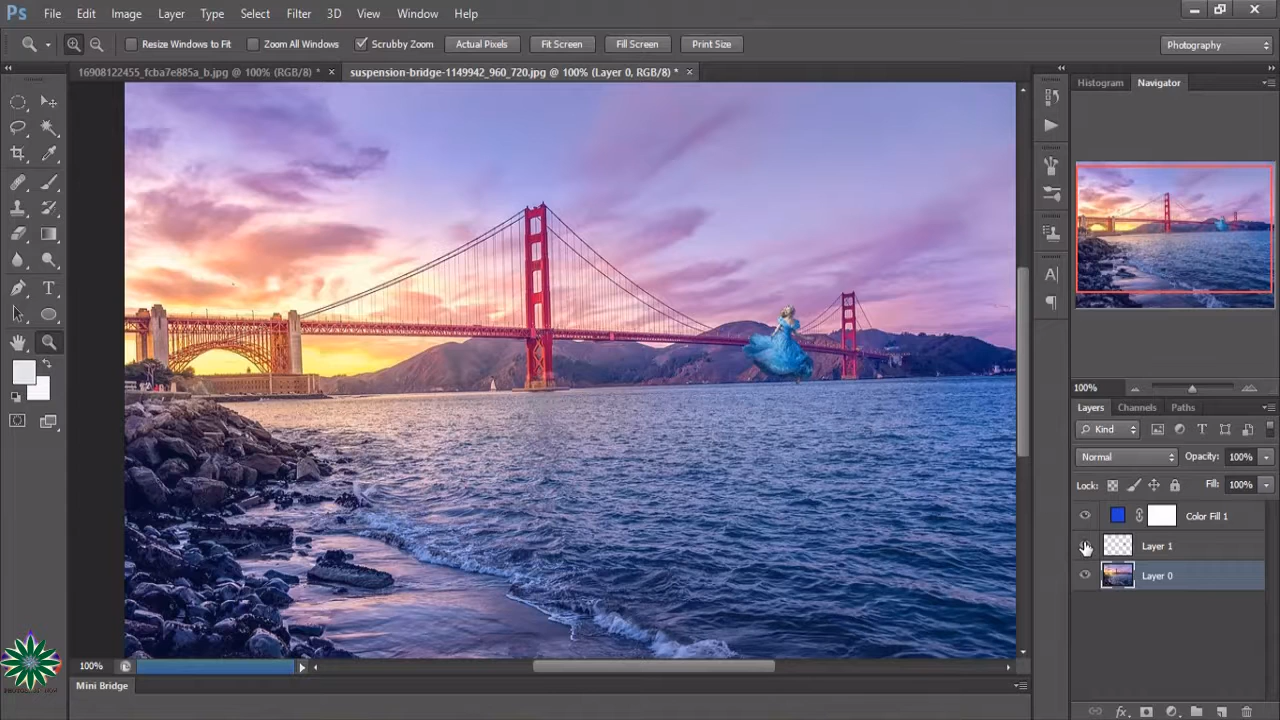 Ps File Edit Image Layer Type Select Filter 3D View Window Help
Resize Windows to Fit Zoom All Windows Scrubby Zoom Actual Pixels Fit Screen Fill Screen Print Size Photography
16908122455_fcba7e885a_b.jpg @ 100% (RGB/8) * × suspension-bridge-1149942_960_720.jpg @ 100% (Layer 0, RGB/8) * ×
Histogram Navigator
100%
Layers Channels Paths
Kind
Normal Opacity: 100%
Lock: Fill: 100%
Color Fill 1
Layer 1
Layer 0
100%
Mini Bridge